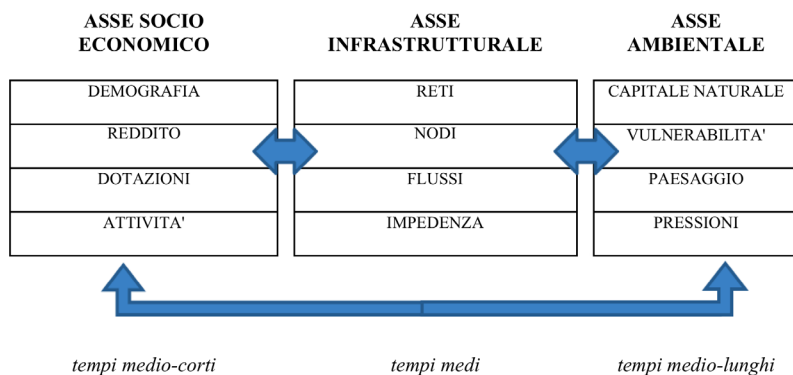 ASSE SOCIO
ECONOMICO
ASSE
INFRASTRUTTURALE
ASSE
AMBIENTALE
DEMOGRAFIA
RETI
CAPITALE NATURALE
REDDITO
NODI
VULNERABILITA'
DOTAZIONI
FLUSSI
PAESAGGIO
ATTIVITA'
IMPEDENZA
PRESSIONI
tempi medio-corti
tempi medi
tempi medio-lunghi